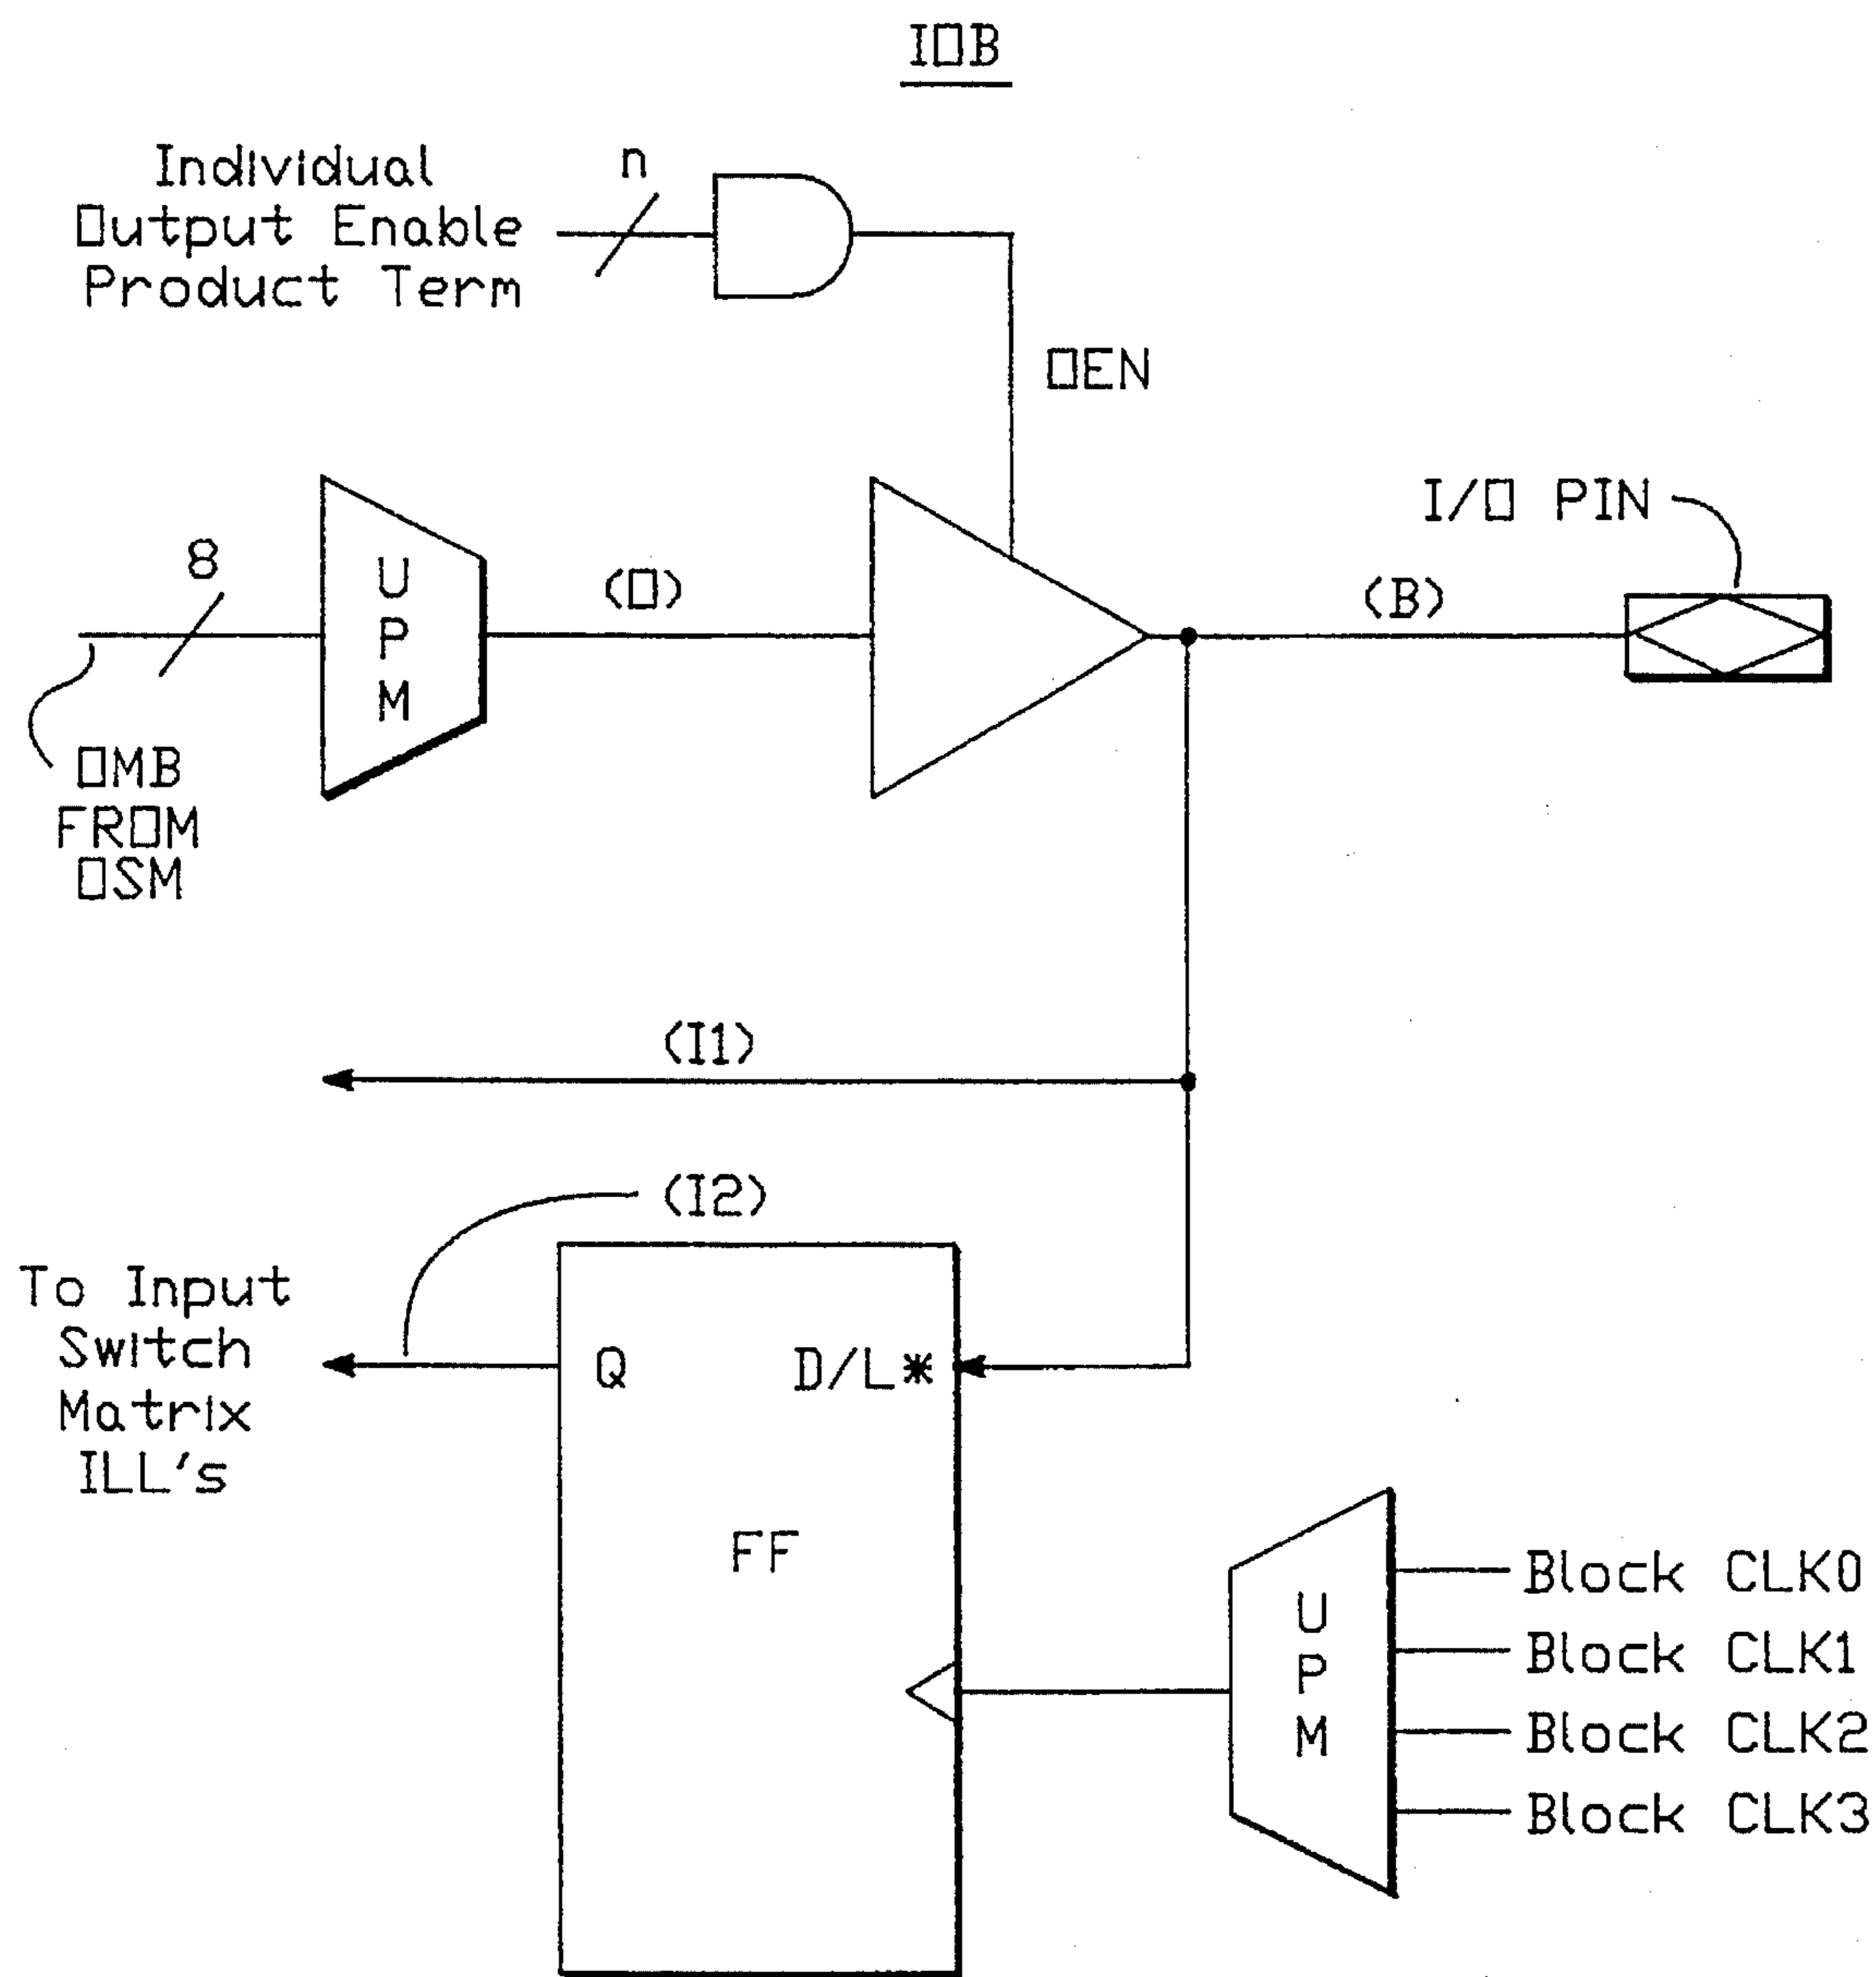 IOB
Individual
Output Enable
Product Term
n
OEN
I/O PIN
8
U
P
M
(O)
(B)
OMB
FROM
OSM
(I1)
(I2)
To Input
Switch
Matrix
ILL's
Q
D/L*
FF
U
P
M
Block CLK0
Block CLK1
Block CLK2
Block CLK3